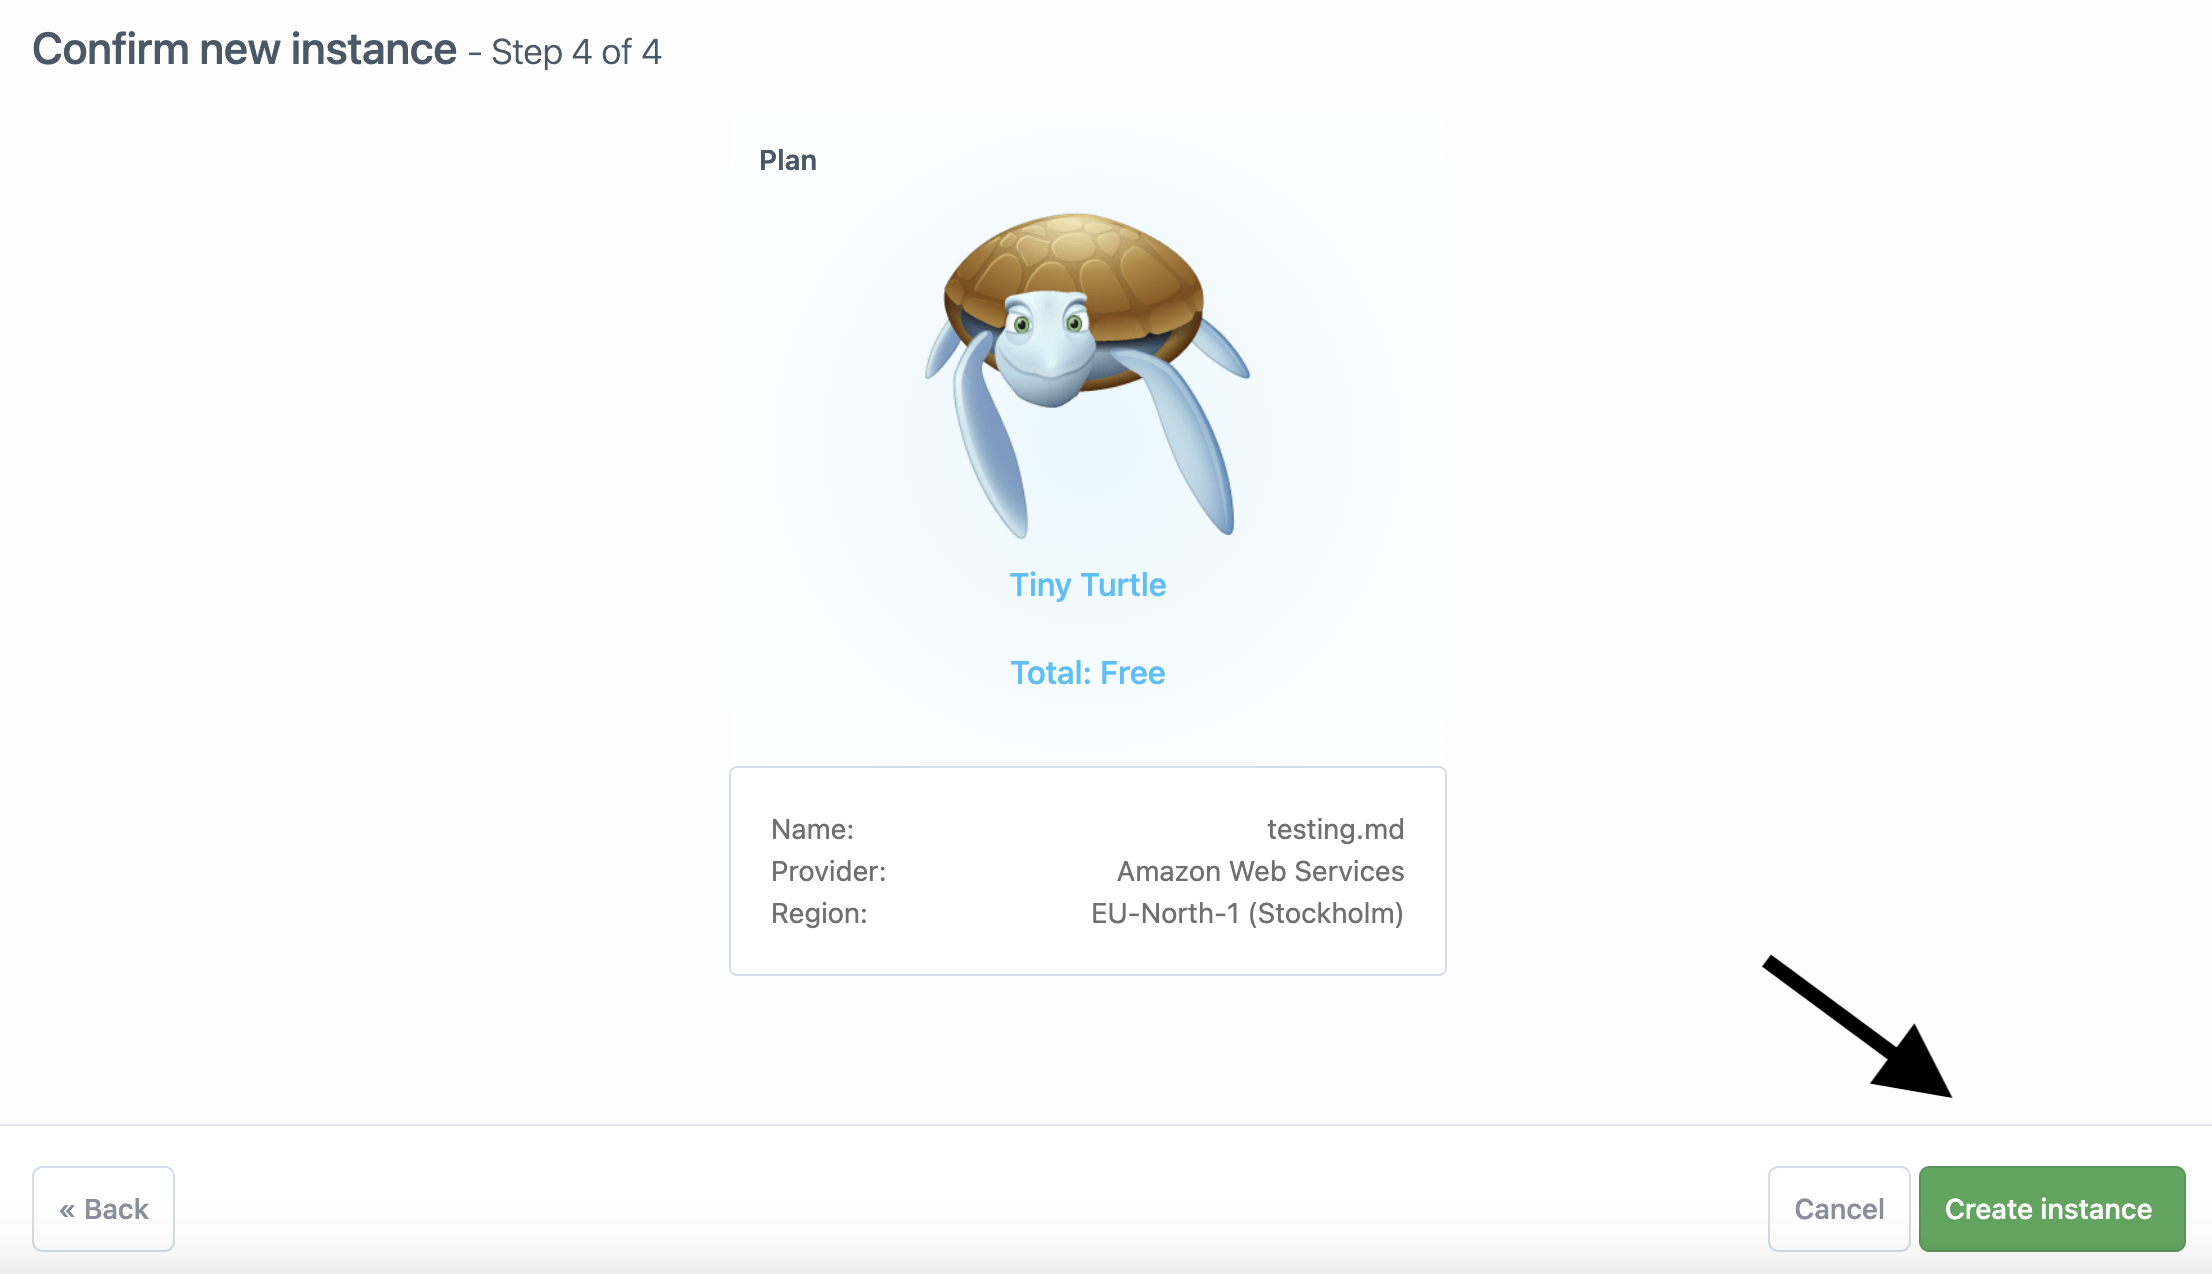 Confirm new instance - Step 4 of 4
Plan
Tiny Turtle
Total: Free
Name: testing.md
Provider: Amazon Web Services
Region: EU-North-1 (Stockholm)
« Back Cancel Create instance